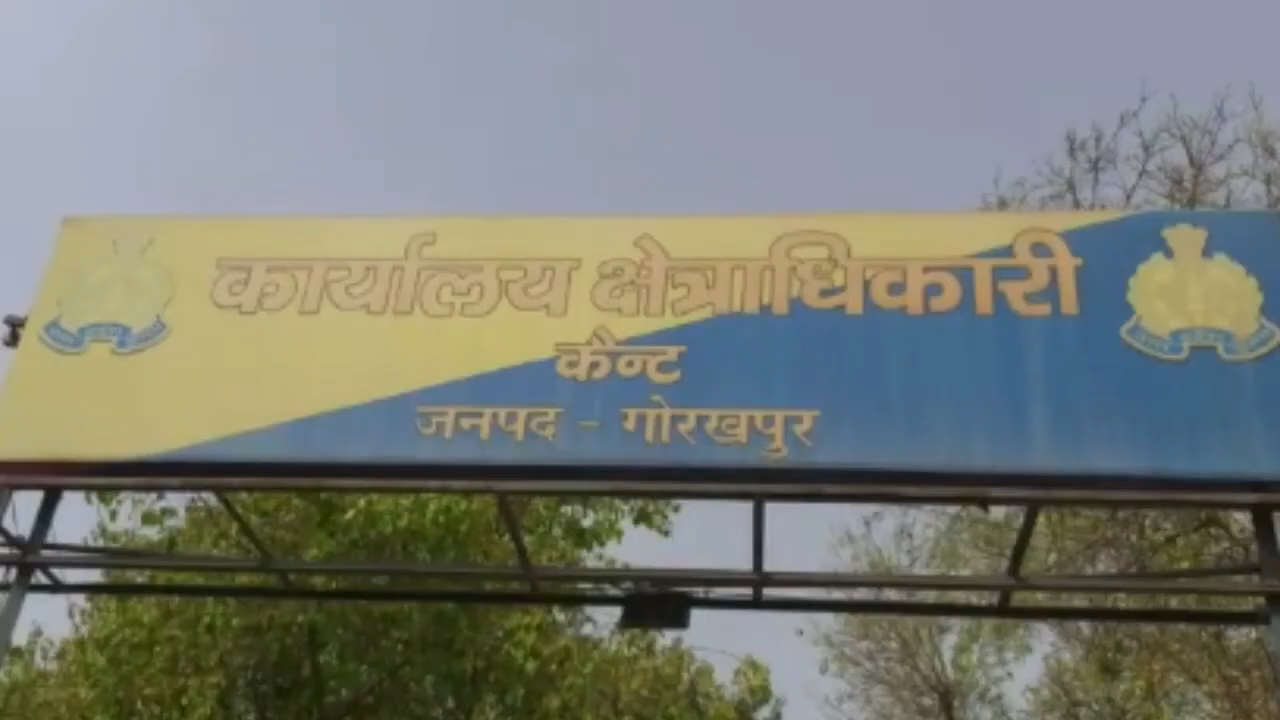 कार्यालय क्षेत्राधिकारी
कैन्ट
जनपद - गोरखपुर